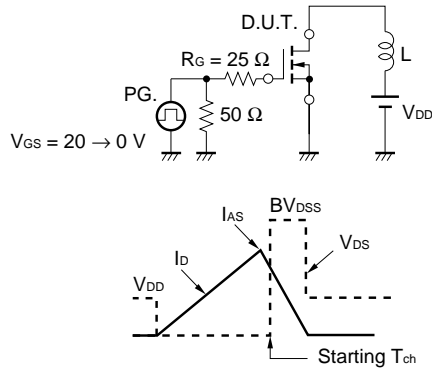 D.U.T.
RG = 25 Ω
L
PG.
50 Ω
VDD
VGS = 20 → 0 V
BVDSS
IAS
VDS
ID
VDD
Starting Tch